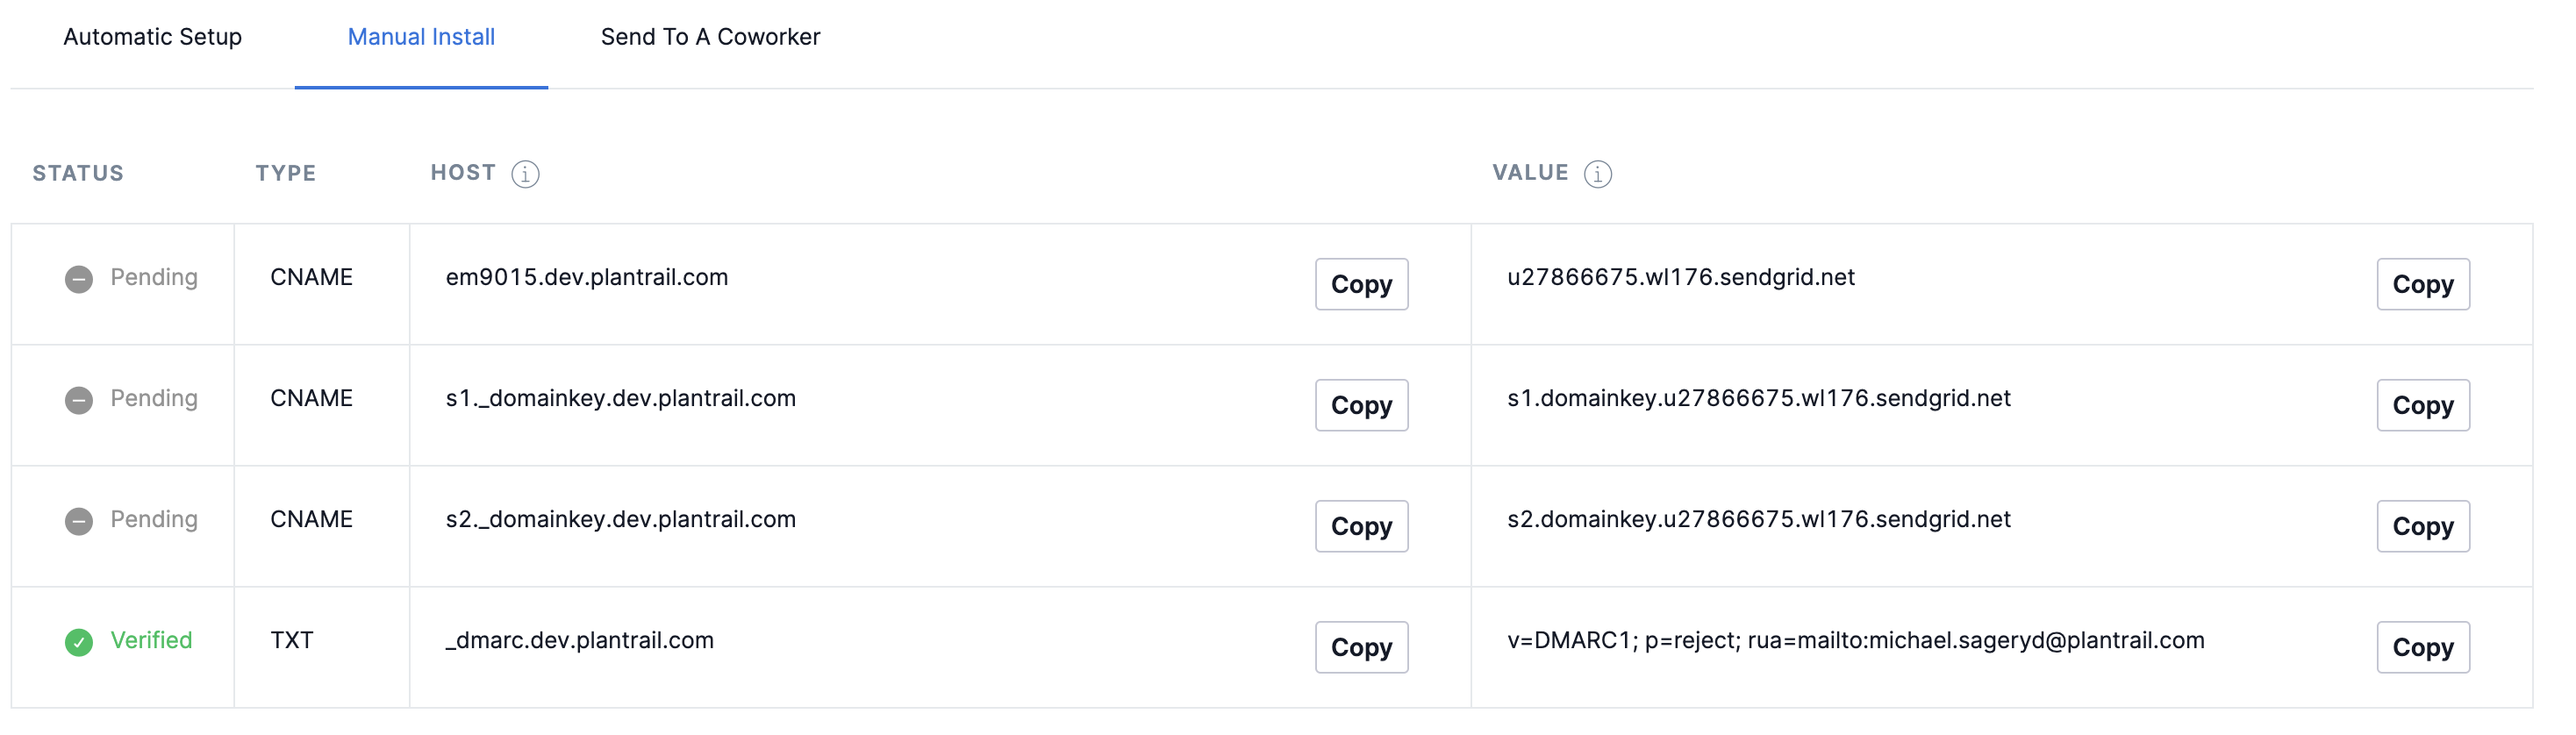 Automatic Setup Manual Install Send To A Coworker
STATUS TYPE HOST VALUE
Pending CNAME em9015.dev.plantrail.com Copy u27866675.wl176.sendgrid.net Copy
Pending CNAME s1._domainkey.dev.plantrail.com Copy s1.domainkey.u27866675.wl176.sendgrid.net Copy
Pending CNAME s2._domainkey.dev.plantrail.com Copy s2.domainkey.u27866675.wl176.sendgrid.net Copy
Verified TXT _dmarc.dev.plantrail.com Copy v=DMARC1; p=reject; rua=mailto:michael.sageryd@plantrail.com Copy